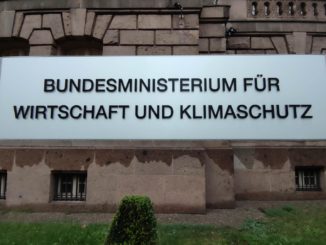 BUNDESMINISTERIUM FÜR
WIRTSCHAFT UND KLIMASCHUTZ